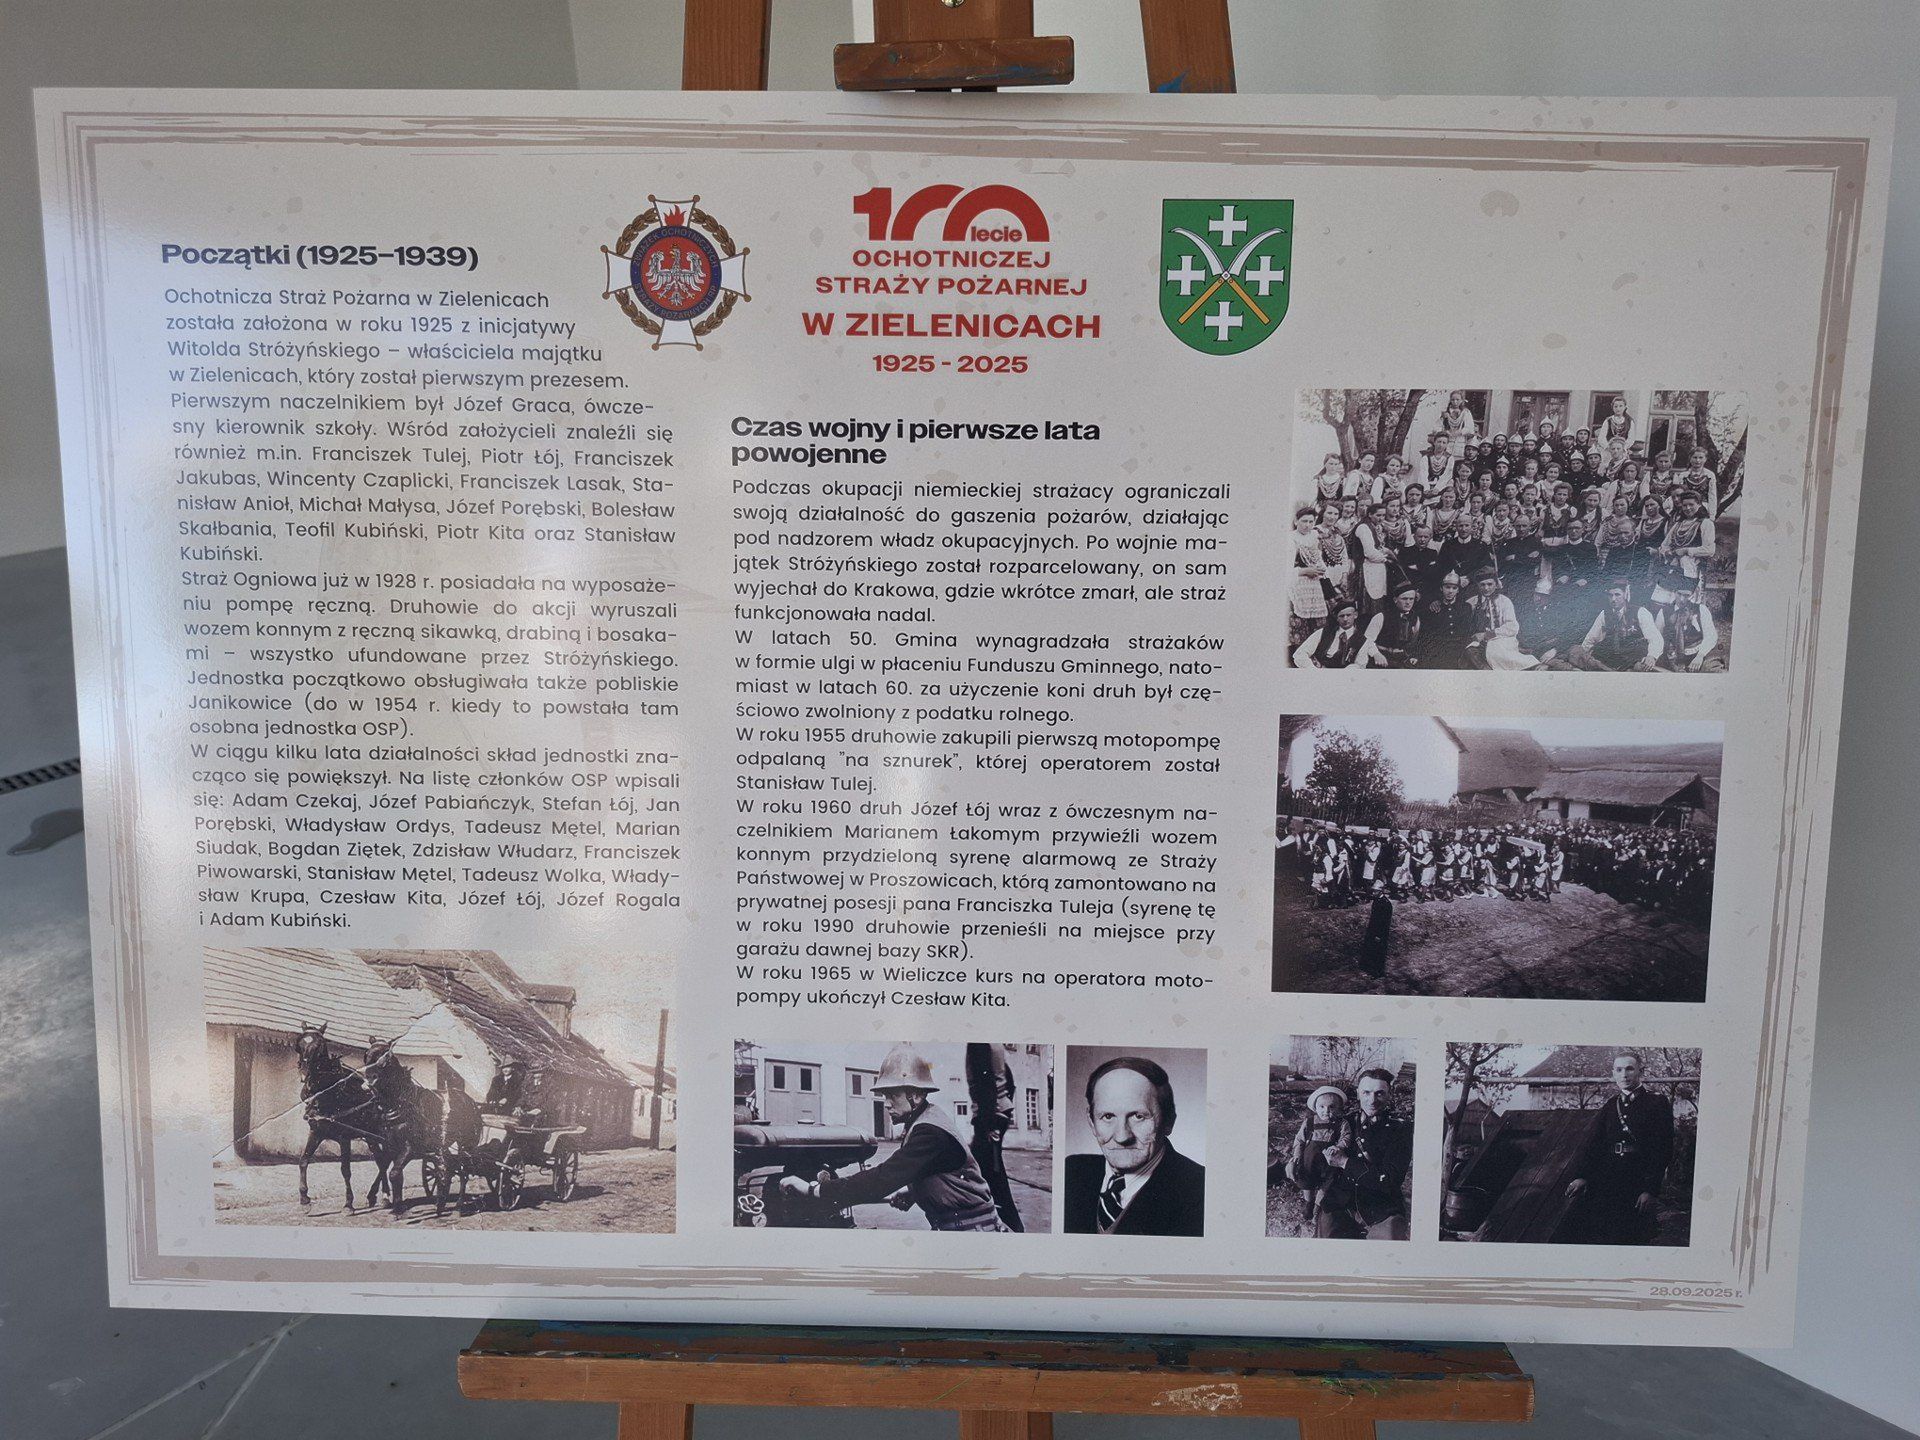 100 lecie
OCHOTNICZEJ
STRAŻY POŻARNEJ
W ZIELENICACH
1925 - 2025
ZWIĄZEK OCHOTNICZYCH
STRAŻY POŻARNYCH RP
Początki (1925–1939)
Ochotnicza Straż Pożarna w Zielenicach
została założona w roku 1925 z inicjatywy
Witolda Stróżyńskiego – właściciela majątku
w Zielenicach, który został pierwszym prezesem.
Pierwszym naczelnikiem był Józef Graca, ówcze-
sny kierownik szkoły. Wśród założycieli znaleźli się
również m.in. Franciszek Tulej, Piotr Łój, Franciszek
Jakubas, Wincenty Czaplicki, Franciszek Lasak, Sta-
nisław Anioł, Michał Małysa, Józef Porębski, Bolesław
Skałbania, Teofil Kubiński, Piotr Kita oraz Stanisław
Kubiński.
Straż Ogniowa już w 1928 r. posiadała na wyposaże-
niu pompę ręczną. Druhowie do akcji wyruszali
wozem konnym z ręczną sikawką, drabiną i bosaka-
mi – wszystko ufundowane przez Stróżyńskiego.
Jednostka początkowo obsługiwała także pobliskie
Janikowice (do w 1954 r. kiedy to powstała tam
osobna jednostka OSP).
W ciągu kilku lata działalności skład jednostki zna-
cząco się powiększył. Na listę członków OSP wpisali
się: Adam Czekaj, Józef Pabiańczyk, Stefan Łój, Jan
Porębski, Władysław Ordys, Tadeusz Mętel, Marian
Siudak, Bogdan Ziętek, Zdzisław Włudarz, Franciszek
Piwowarski, Stanisław Mętel, Tadeusz Wolka, Włady-
sław Krupa, Czesław Kita, Józef Łój, Józef Rogala
i Adam Kubiński.
Czas wojny i pierwsze lata
powojenne
Podczas okupacji niemieckiej strażacy ograniczali
swoją działalność do gaszenia pożarów, działając
pod nadzorem władz okupacyjnych. Po wojnie ma-
jątek Stróżyńskiego został rozparcelowany, on sam
wyjechał do Krakowa, gdzie wkrótce zmarł, ale straż
funkcjonowała nadal.
W latach 50. Gmina wynagradzała strażaków
w formie ulgi w płaceniu Funduszu Gminnego, nato-
miast w latach 60. za użyczenie koni druh był czę-
ściowo zwolniony z podatku rolnego.
W roku 1955 druhowie zakupili pierwszą motopompę
odpalaną "na sznurek", której operatorem został
Stanisław Tulej.
W roku 1960 druh Józef Łój wraz z ówczesnym na-
czelnikiem Marianem Łakomym przywieźli wozem
konnym przydzieloną syrenę alarmową ze Straży
Państwowej w Proszowicach, którą zamontowano na
prywatnej posesji pana Franciszka Tuleja (syrenę tę
w roku 1990 druhowie przenieśli na miejsce przy
garażu dawnej bazy SKR).
W roku 1965 w Wieliczce kurs na operatora moto-
pompy ukończył Czesław Kita.
28.09.2025 r.